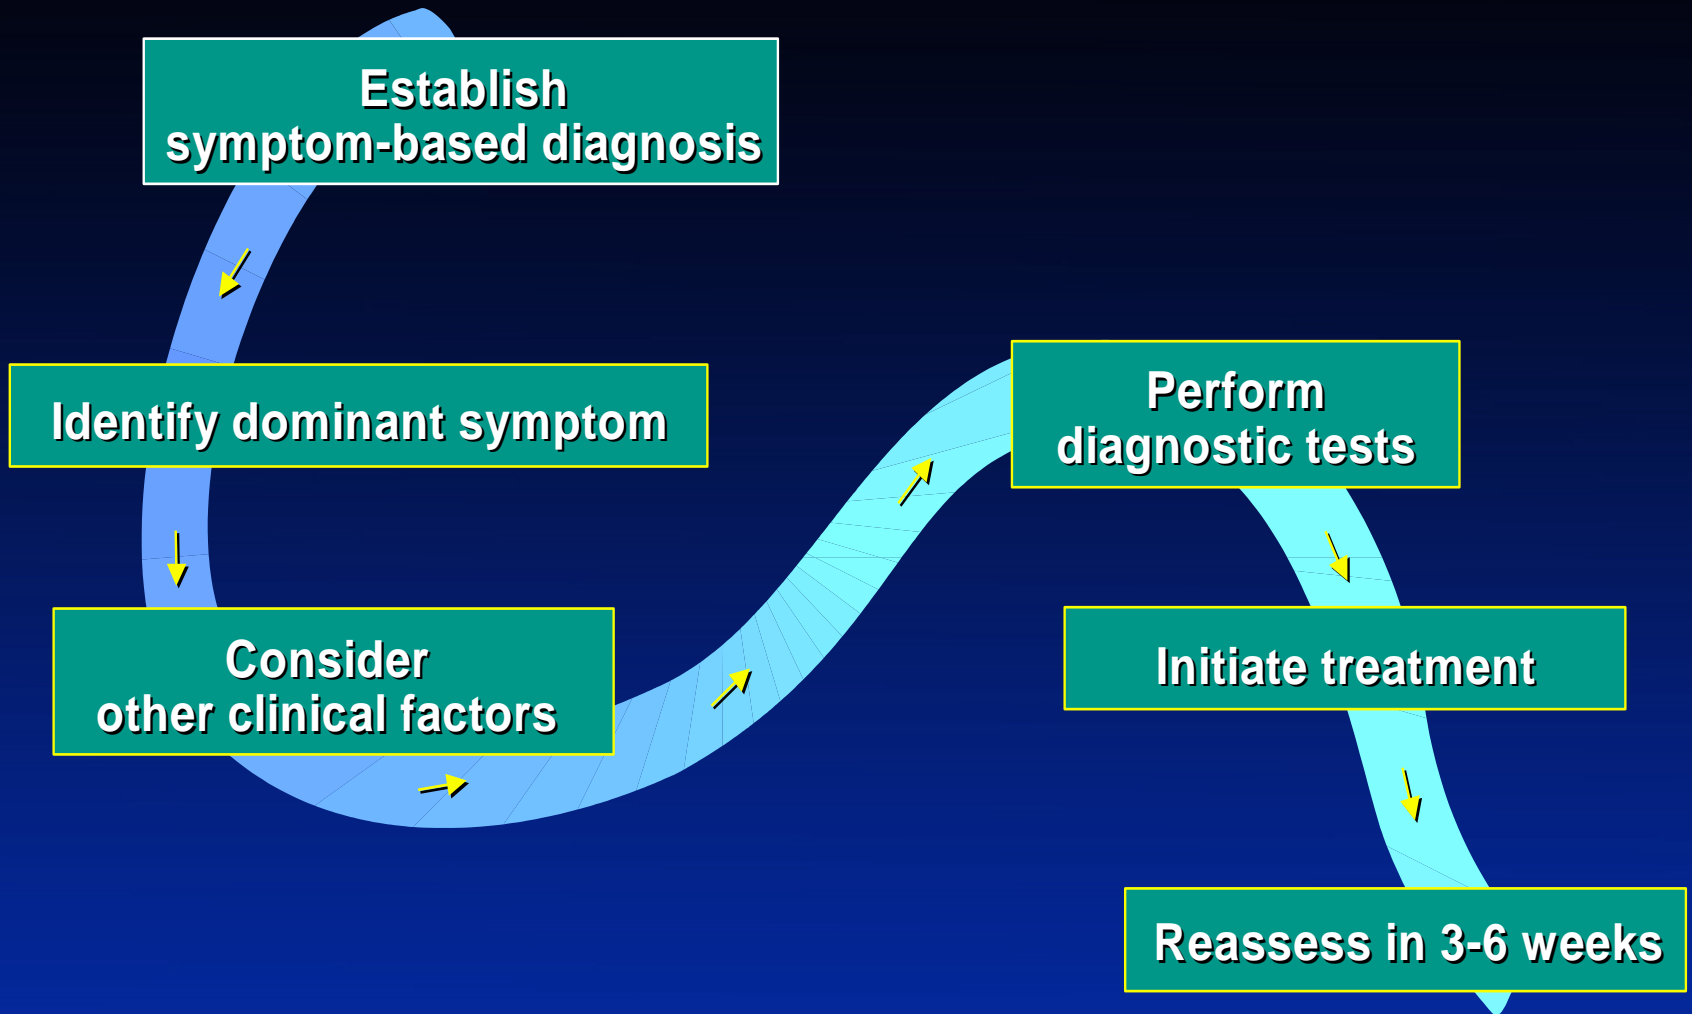 Establish
symptom-based diagnosis
Identify dominant symptom
Consider
other clinical factors
Perform
diagnostic tests
Initiate treatment
Reassess in 3-6 weeks